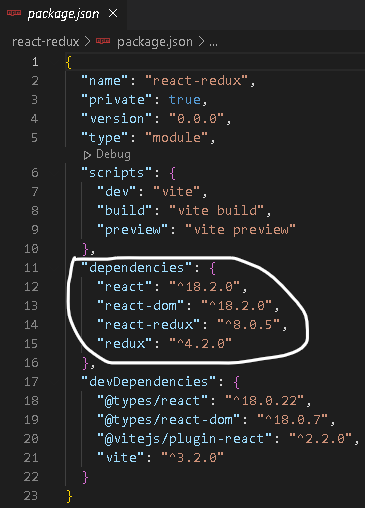 package.json ×
react-redux > package.json > ...
1 {
2 "name": "react-redux",
3 "private": true,
4 "version": "0.0.0",
5 "type": "module",
Debug
6 "scripts": {
7 "dev": "vite",
8 "build": "vite build",
9 "preview": "vite preview"
10 },
11 "dependencies": {
12 "react": "^18.2.0",
13 "react-dom": "^18.2.0",
14 "react-redux": "^8.0.5",
15 "redux": "^4.2.0"
16 },
17 "devDependencies": {
18 "@types/react": "^18.0.22",
19 "@types/react-dom": "^18.0.7",
20 "@vitejs/plugin-react": "^2.2.0",
21 "vite": "^3.2.0"
22 }
23 }